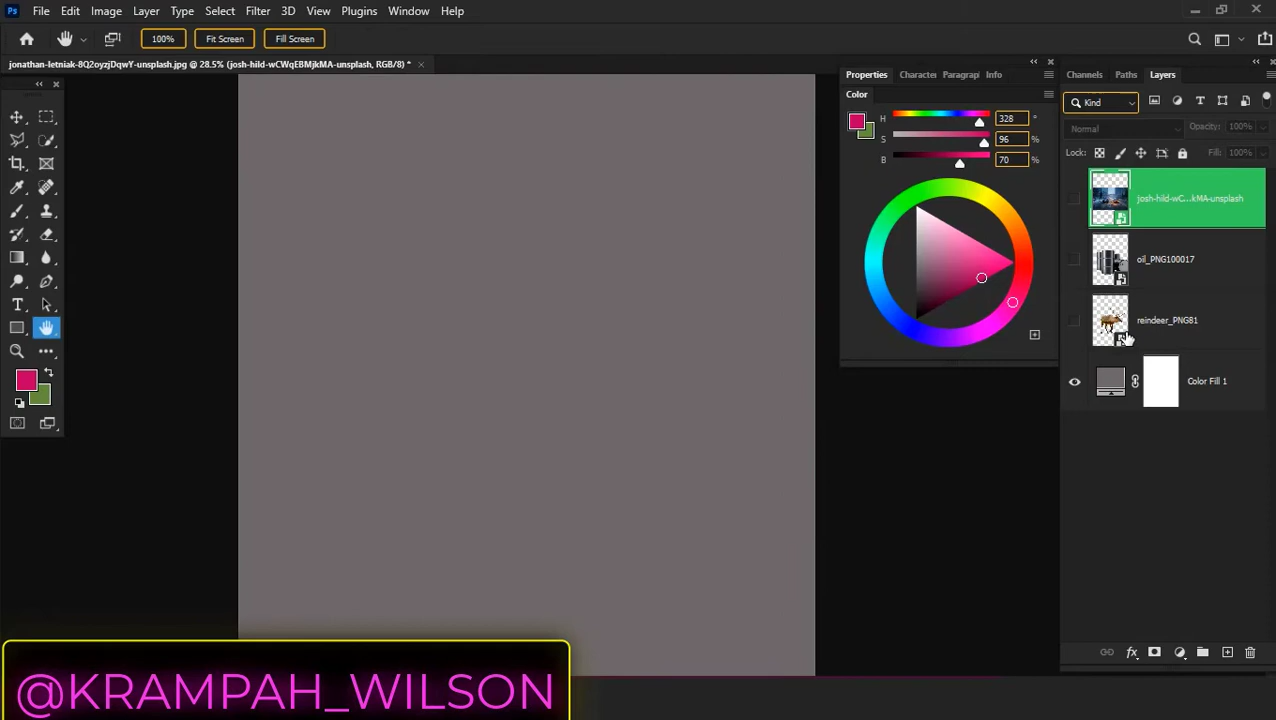 Ps File Edit Image Layer Type Select Filter 3D View Plugins Window Help
100% Fit Screen Fill Screen
jonathan-letniak-8Q2oyzjDqwY-unsplash.jpg @ 28.5% (josh-hild-wCWqEBMjkMA-unsplash, RGB/8) *
Properties Character Paragrap Info
Color
H 328 °
S 96 %
B 70 %
Channels Paths Layers
Kind
Normal Opacity: 100%
Lock: Fill: 100%
josh-hild-wC...kMA-unsplash
oil_PNG100017
reindeer_PNG81
Color Fill 1
fx
@KRAMPAH_WILSON